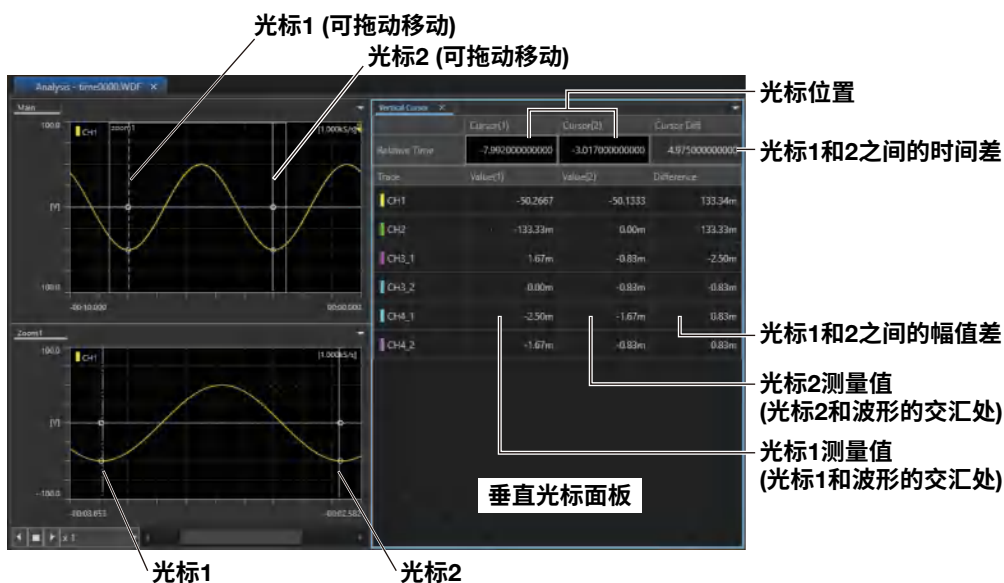 光标1 (可拖动移动)
光标2 (可拖动移动)
Analysis - time0000.WDF ×
Main
100.0
CH1
zoom1
[1.000kS/s]
[V]
-100.0
-00:10.000
00:00.000
Zoom1
100.0
CH1
[1.000kS/s]
[V]
-100.0
x 1
光标1
光标2
Vertical Cursor ×
Cursor(1) Cursor(2) Cursor Diff
Relative Time -7.992000000000 -3.017000000000 4.975000000000
Trace Value(1) Value(2) Difference
CH1 -50.2667 -50.1333 133.34m
CH2 -133.33m 0.00m 133.33m
CH3_1 1.67m -0.83m -2.50m
CH3_2 0.00m -0.83m -0.83m
CH4_1 -2.50m -1.67m 0.83m
CH4_2 -1.67m -0.83m 0.83m
垂直光标面板
光标位置
光标1和2之间的时间差
光标1和2之间的幅值差
光标2测量值
(光标2和波形的交汇处)
光标1测量值
(光标1和波形的交汇处)